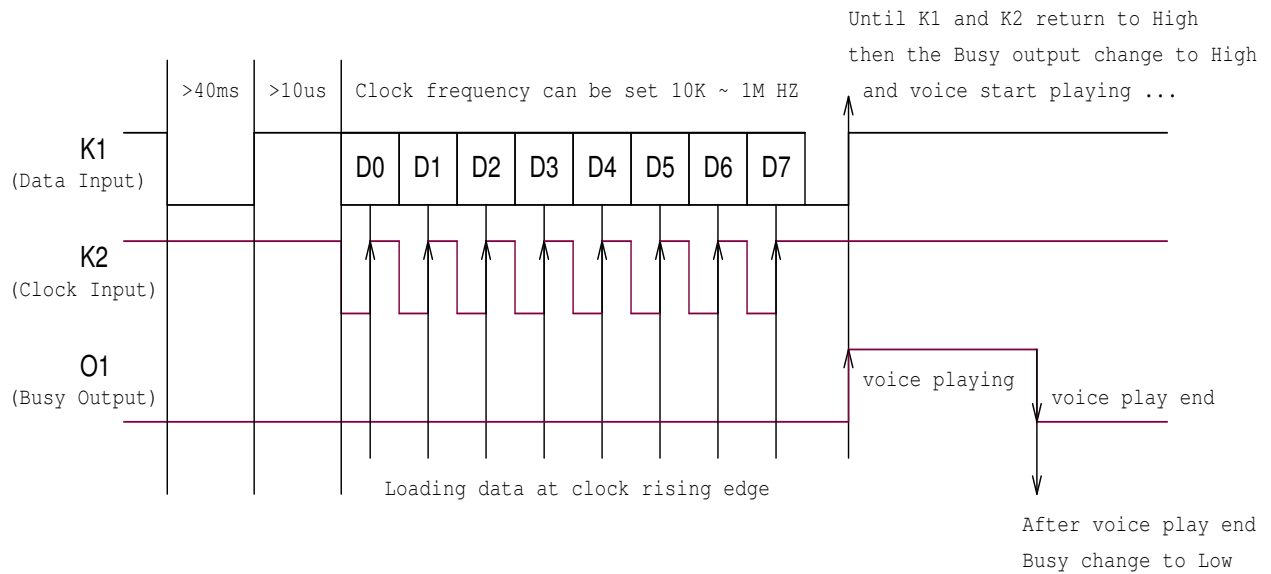 Until K1 and K2 return to High
then the Busy output change to High
and voice start playing ...
>40ms
>10us
Clock frequency can be set 10K ~ 1M HZ
K1
(Data Input)
D0
D1
D2
D3
D4
D5
D6
D7
K2
(Clock Input)
O1
(Busy Output)
voice playing
voice play end
Loading data at clock rising edge
After voice play end
Busy change to Low